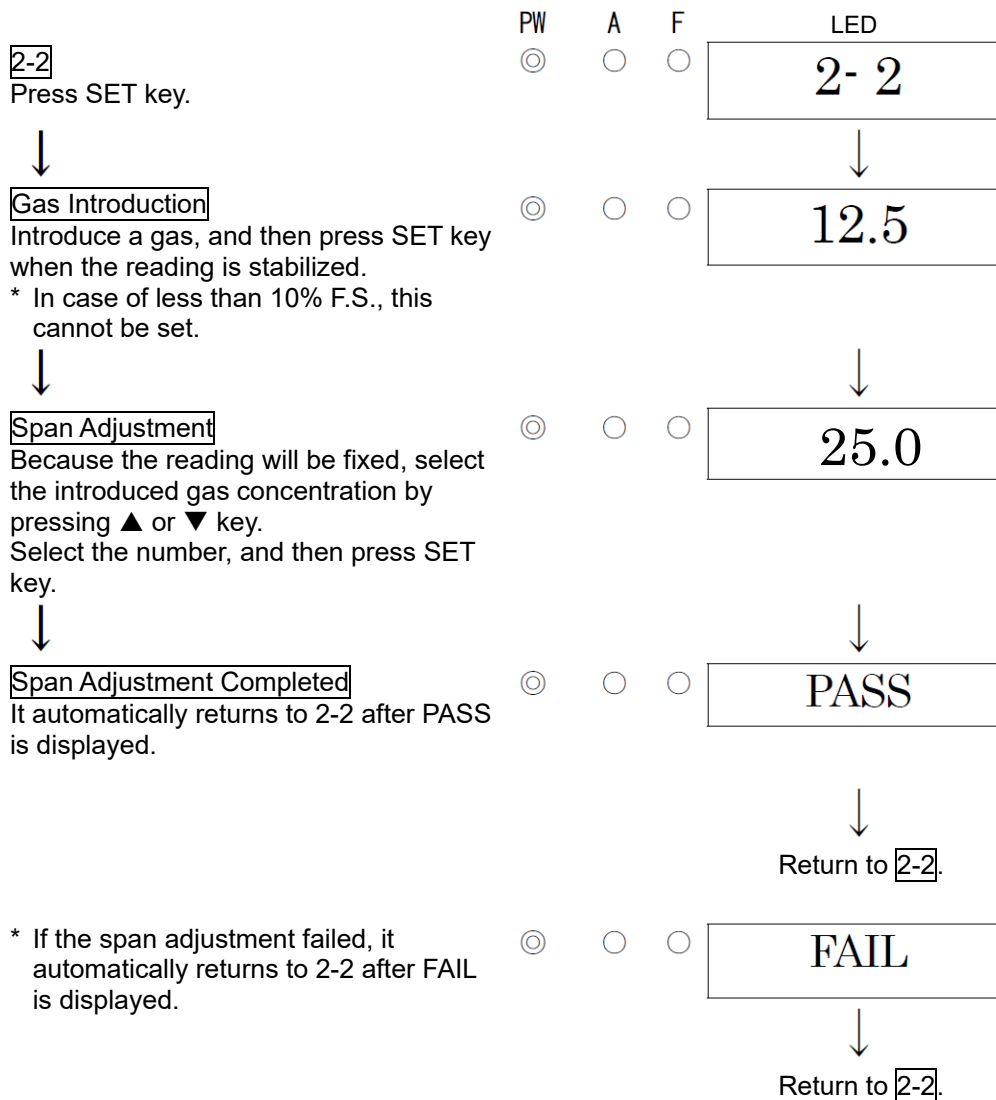 PW A F LED
2-2 2- 2
Press SET key.
↓ ↓
Gas Introduction 12.5
Introduce a gas, and then press SET key
when the reading is stabilized.
* In case of less than 10% F.S., this
cannot be set.
↓ ↓
Span Adjustment 25.0
Because the reading will be fixed, select
the introduced gas concentration by
pressing ▲ or ▼ key.
Select the number, and then press SET
key.
↓ ↓
Span Adjustment Completed PASS
It automatically returns to 2-2 after PASS
is displayed.
↓
Return to 2-2.
* If the span adjustment failed, it FAIL
automatically returns to 2-2 after FAIL
is displayed.
↓
Return to 2-2.